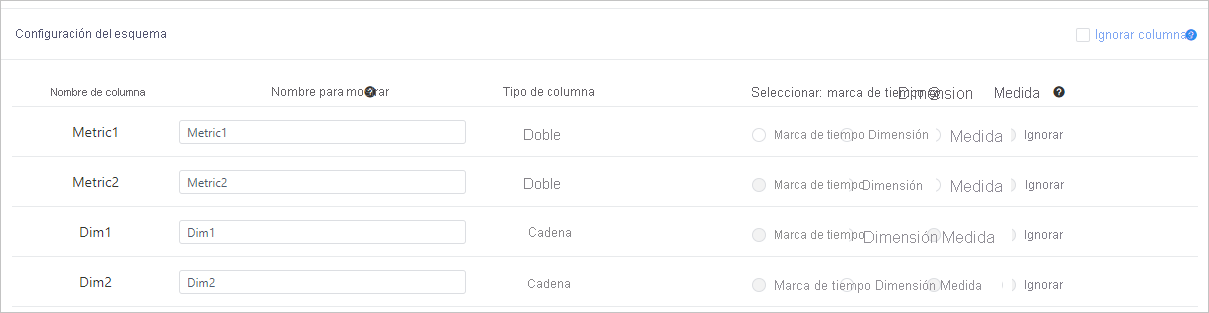 Configuración del esquema Ignorar columna ?
Nombre de columna Nombre para mostrar ? Tipo de columna Seleccionar: marca de tiempo Dimensión Medida ?
Metric1 Metric1 Doble Marca de tiempo Dimensión Medida Ignorar
Metric2 Metric2 Doble Marca de tiempo Dimensión Medida Ignorar
Dim1 Dim1 Cadena Marca de tiempo Dimensión Medida Ignorar
Dim2 Dim2 Cadena Marca de tiempo Dimensión Medida Ignorar